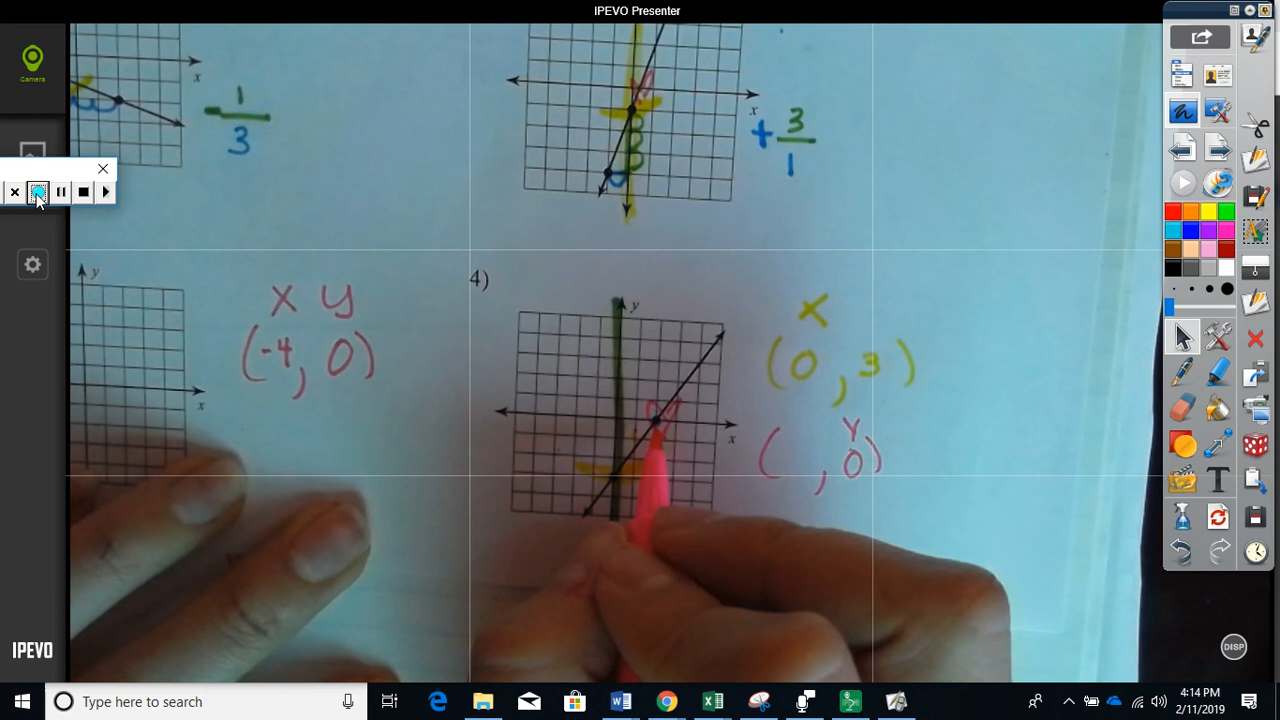 IPEVO Presenter
Camera
x
- 1/3
x
+ 3/1
y
x
X Y
(-4, 0)
4)
y
x
X
(0, 3)
Y
( , 0)
IPEVO
DISP
T
Type here to search
4:14 PM
2/11/2019